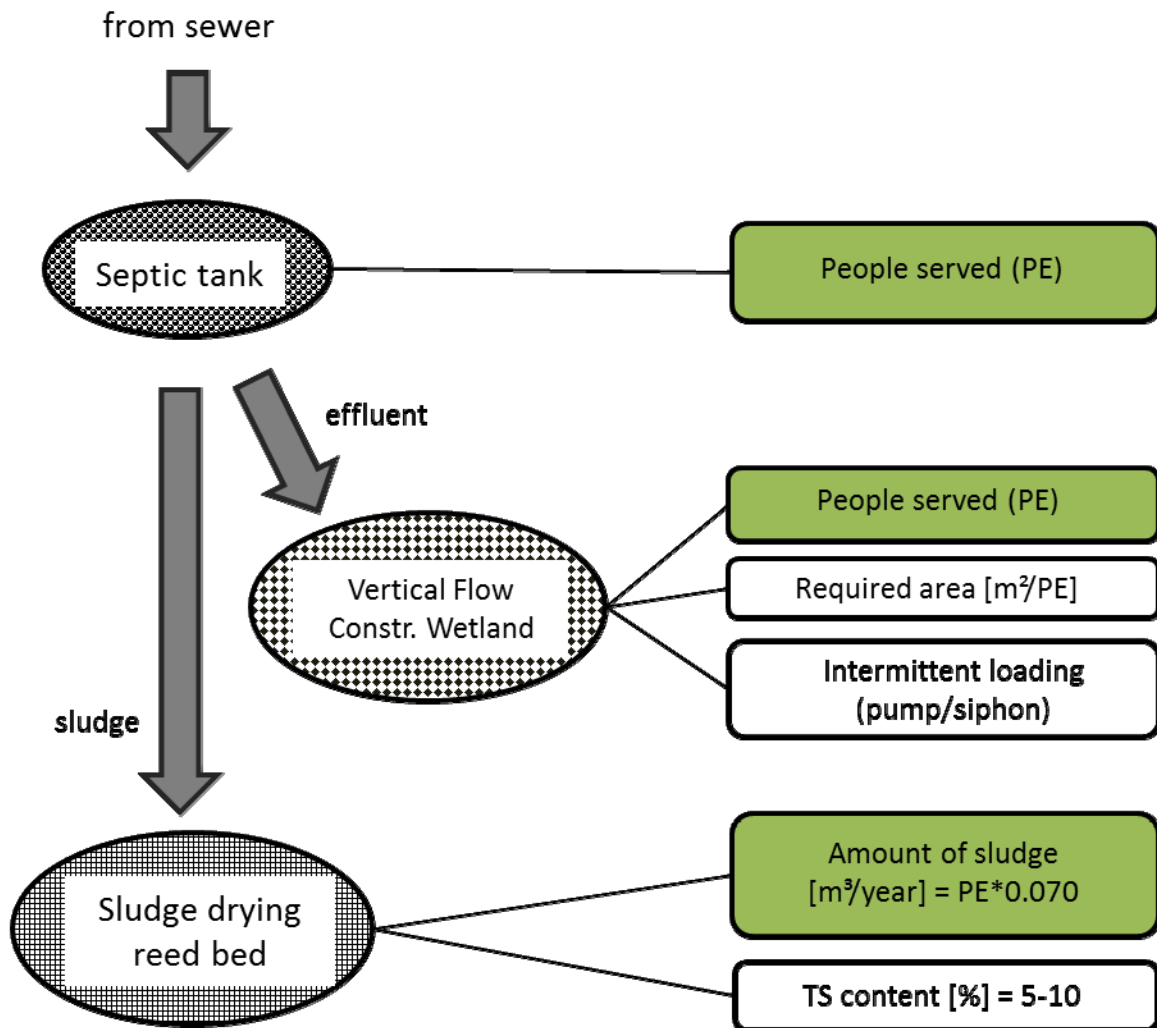 from sewer
Septic tank
People served (PE)
effluent
People served (PE)
Vertical Flow
Constr. Wetland
Required area [m²/PE]
Intermittent loading
(pump/siphon)
sludge
Amount of sludge
[m³/year] = PE*0.070
Sludge drying
reed bed
TS content [%] = 5-10